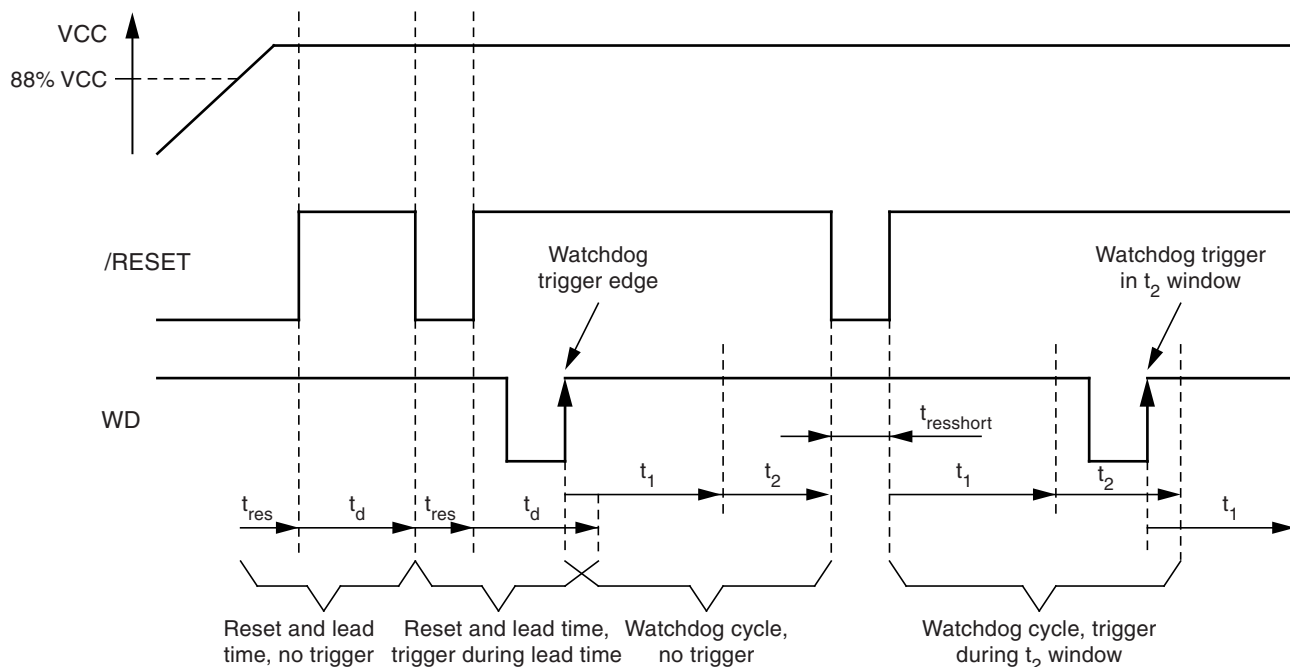 VCC
88% VCC
/RESET
Watchdog
trigger edge
Watchdog trigger
in t2 window
WD
tresshort
t1
t2
t1
t2
tres
td
tres
td
t1
Reset and lead
time, no trigger
Reset and lead time,
trigger during lead time
Watchdog cycle,
no trigger
Watchdog cycle, trigger
during t2 window